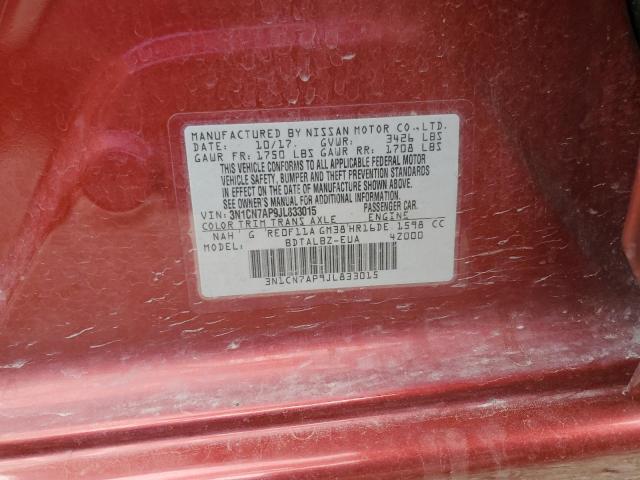 MANUFACTURED BY NISSAN MOTOR CO.,LTD.
DATE: 10/17. GVWR: 3426 LBS
GAWR FR: 1750 LBS GAWR RR: 1708 LBS
THIS VEHICLE CONFORMS TO ALL APPLICABLE FEDERAL MOTOR
VEHICLE SAFETY, BUMPER AND THEFT PREVENTION STANDARDS
IN EFFECT ON THE DATE OF MANUFACTURE SHOWN ABOVE.
SEE OWNER'S MANUAL FOR ADDITIONAL INFORMATION.
VIN: 3N1CN7AP9JL833015 PASSENGER CAR.
COLOR TRIM TRANS AXLE ENGINE
NAH G RE0F11A GM38 HR16DE 1598 CC
MODEL: BDTALBZ-EUA 42000
3N1CN7AP9JL833015